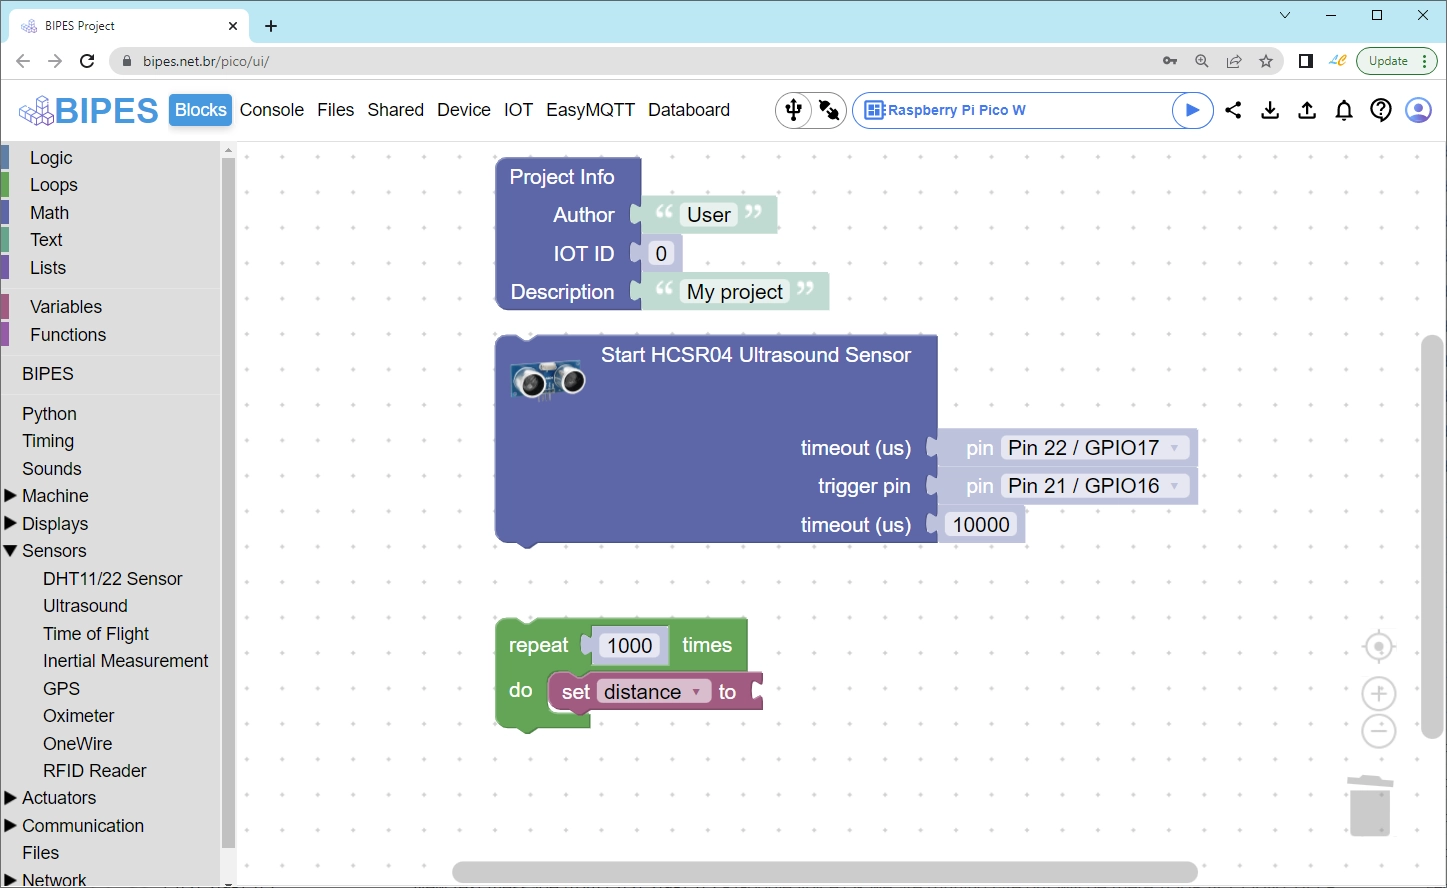 BIPES Project
bipes.net.br/pico/ui/
Update
BIPES
Blocks
Console
Files
Shared
Device
IOT
EasyMQTT
Databoard
Raspberry Pi Pico W
Logic
Loops
Math
Text
Lists
Variables
Functions
BIPES
Python
Timing
Sounds
Machine
Displays
Sensors
DHT11/22 Sensor
Ultrasound
Time of Flight
Inertial Measurement
GPS
Oximeter
OneWire
RFID Reader
Actuators
Communication
Files
Network
Project Info
Author “ User ”
IOT ID 0
Description “ My project ”
Start HCSR04 Ultrasound Sensor
timeout (us) pin Pin 22 / GPIO17
trigger pin pin Pin 21 / GPIO16
timeout (us) 10000
repeat 1000 times
do set distance to